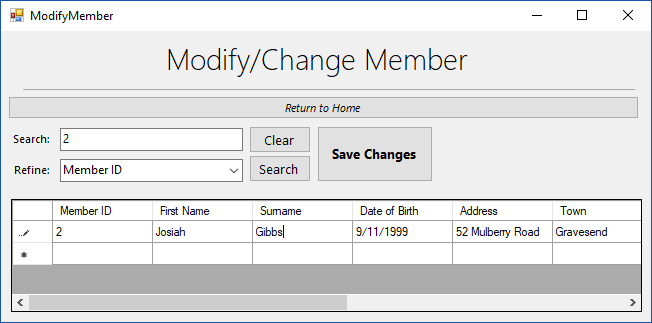 ModifyMember
Modify/Change Member
Return to Home
Search: 2 Clear Save Changes
Refine: Member ID Search
Member ID First Name Surname Date of Birth Address Town
2 Josiah Gibbs 9/11/1999 52 Mulberry Road Gravesend